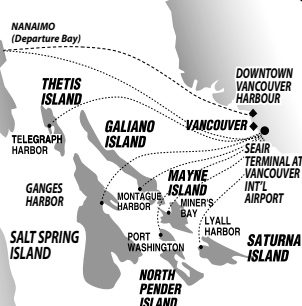 NANAIMO
(Departure Bay)
THETIS
ISLAND
DOWNTOWN
VANCOUVER
HARBOUR
VANCOUVER
TELEGRAPH
HARBOR
GALIANO
ISLAND
SEAIR
TERMINAL AT
VANCOUVER
INT'L
AIRPORT
GANGES
HARBOR
MAYNE
ISLAND
MONTAGUE
HARBOR
MINER'S
BAY
LYALL
HARBOR
SALT SPRING
ISLAND
PORT
WASHINGTON
SATURNA
ISLAND
NORTH
PENDER
ISLAND